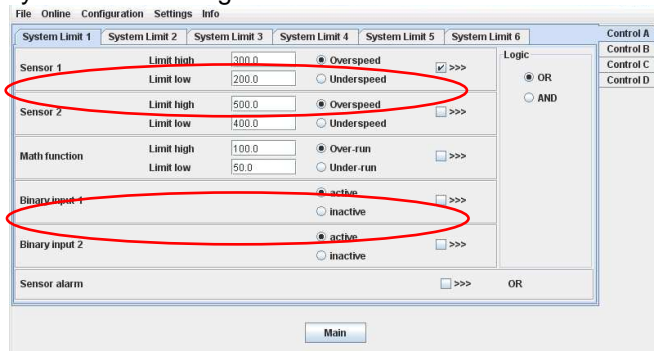 File Online Configuration Settings Info
System Limit 1 System Limit 2 System Limit 3 System Limit 4 System Limit 5 System Limit 6 Control A
Control B
Control C
Control D
Sensor 1 Limit high 300.0 Overspeed >>> Logic
Limit low 200.0 Underspeed OR
AND
Sensor 2 Limit high 500.0 Overspeed >>>
Limit low 400.0 Underspeed
Math function Limit high 100.0 Over-run >>>
Limit low 50.0 Under-run
Binary input 1 active >>>
inactive
Binary input 2 active >>>
inactive
Sensor alarm >>> OR
Main